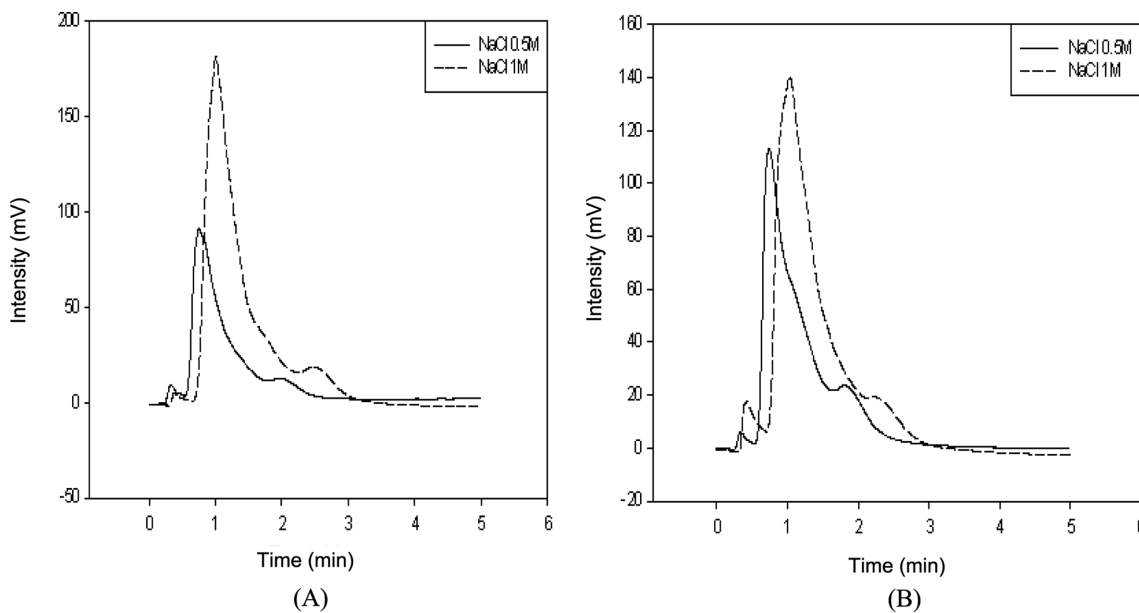 200
150
100
50
0
-50
Intensity (mV)
NaCl 0.5M
NaCl 1M
0 1 2 3 4 5 6
Time (min)
(A)
160
140
120
100
80
60
40
20
0
-20
Intensity (mV)
NaCl 0.5M
NaCl 1M
0 1 2 3 4 5
Time (min)
(B)